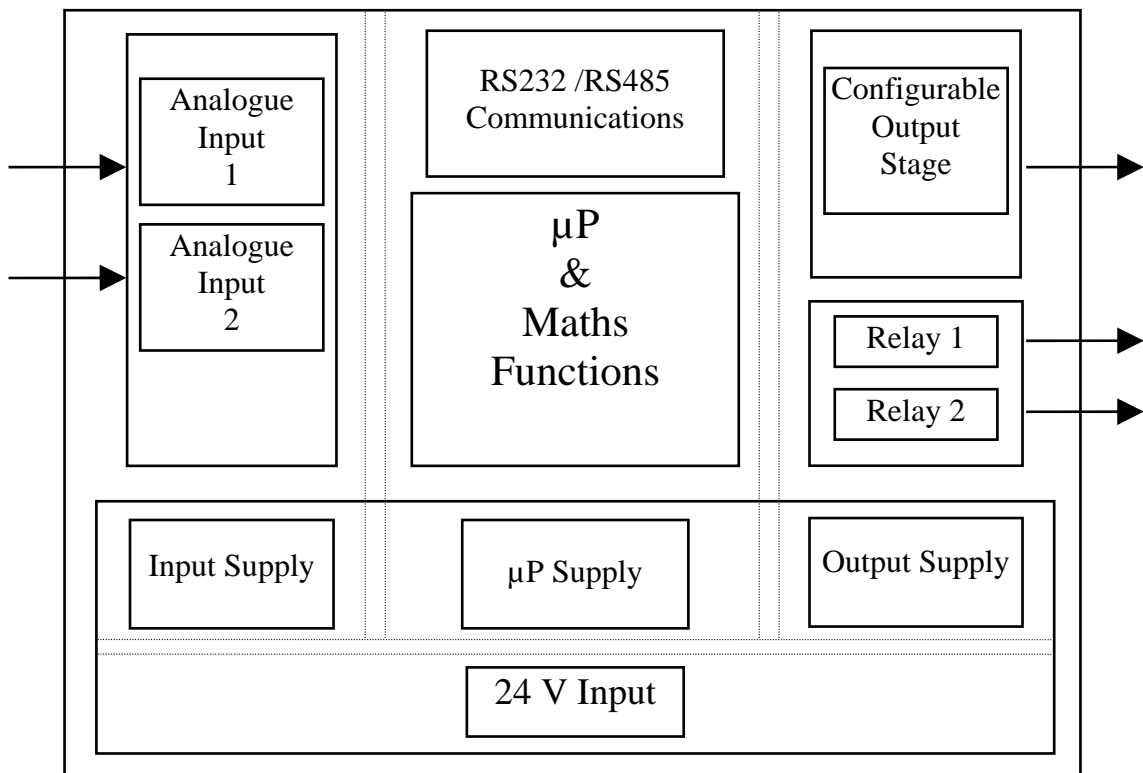 Analogue
Input
1
Analogue
Input
2
RS232 /RS485
Communications
µP
&
Maths
Functions
Configurable
Output
Stage
Relay 1
Relay 2
Input Supply
µP Supply
Output Supply
24 V Input